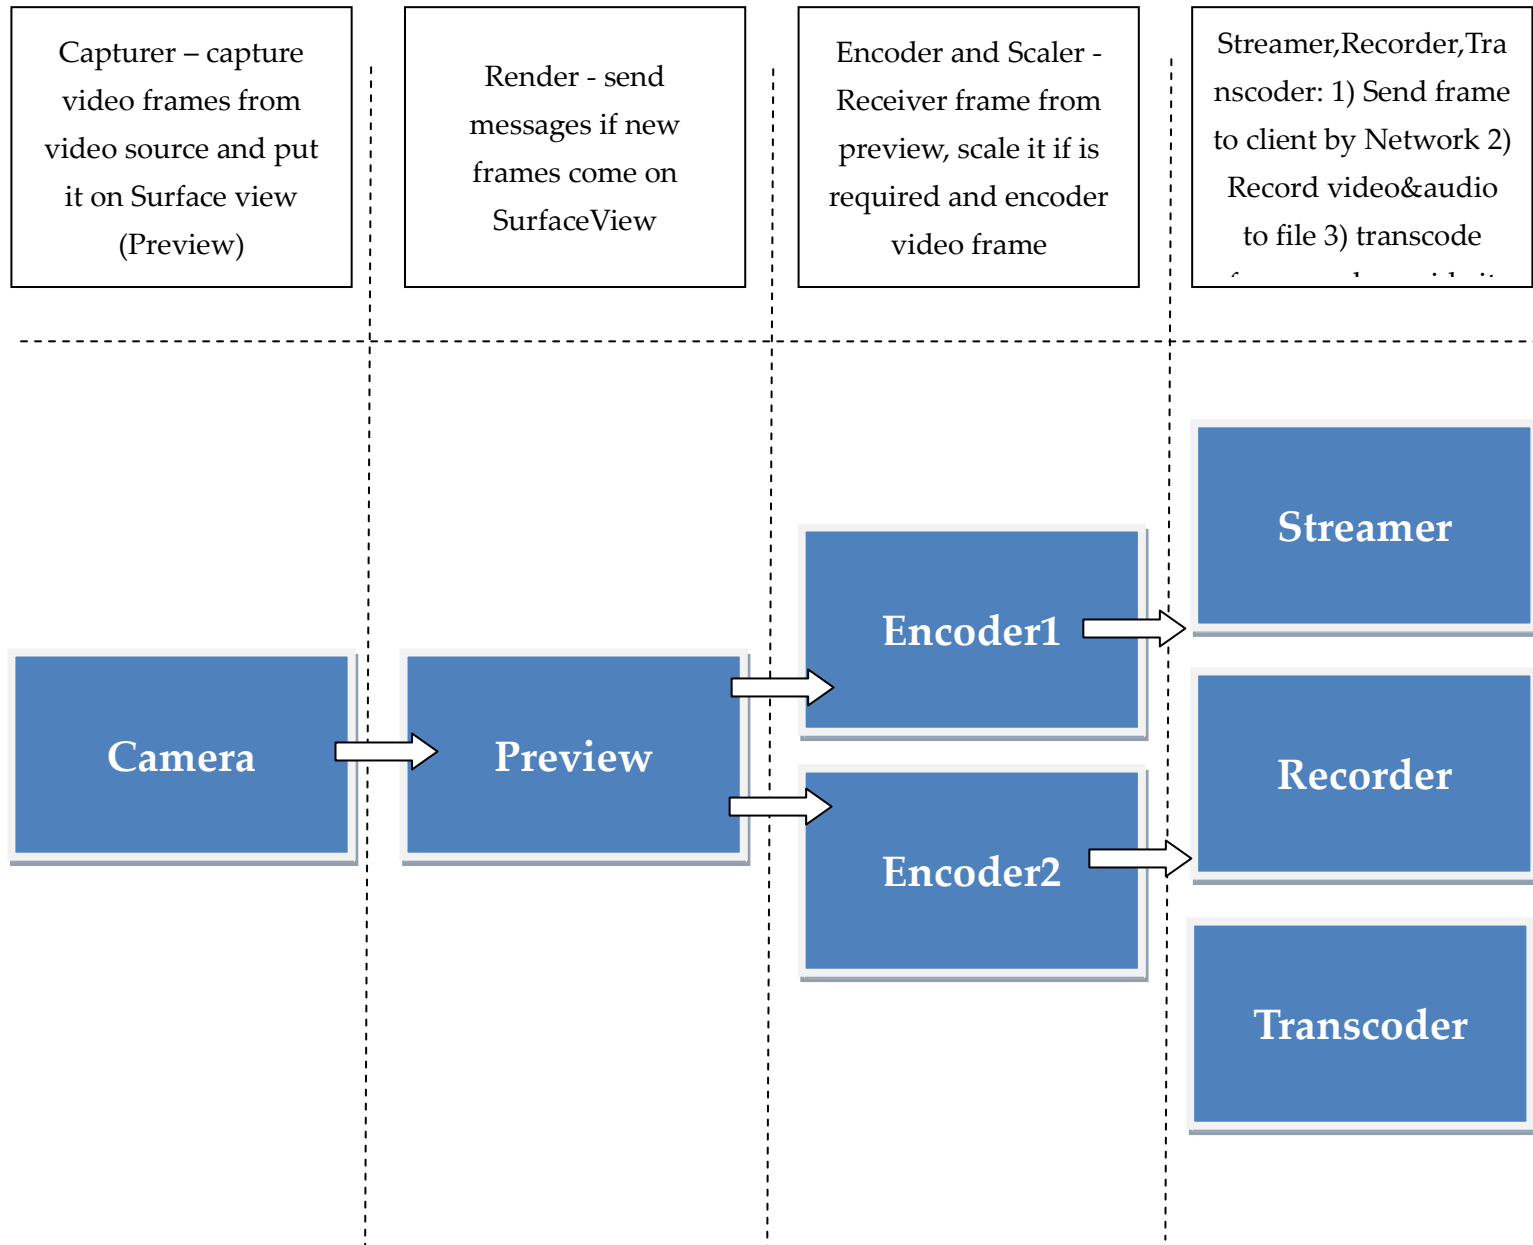 Capturer – capture
video frames from
video source and put
it on Surface view
(Preview)
Render - send
messages if new
frames come on
SurfaceView
Encoder and Scaler -
Receiver frame from
preview, scale it if is
required and encoder
video frame
Streamer,Recorder,Tra
nscoder: 1) Send frame
to client by Network 2)
Record video&audio
to file 3) transcode
Streamer
Encoder1
Camera
Preview
Recorder
Encoder2
Transcoder